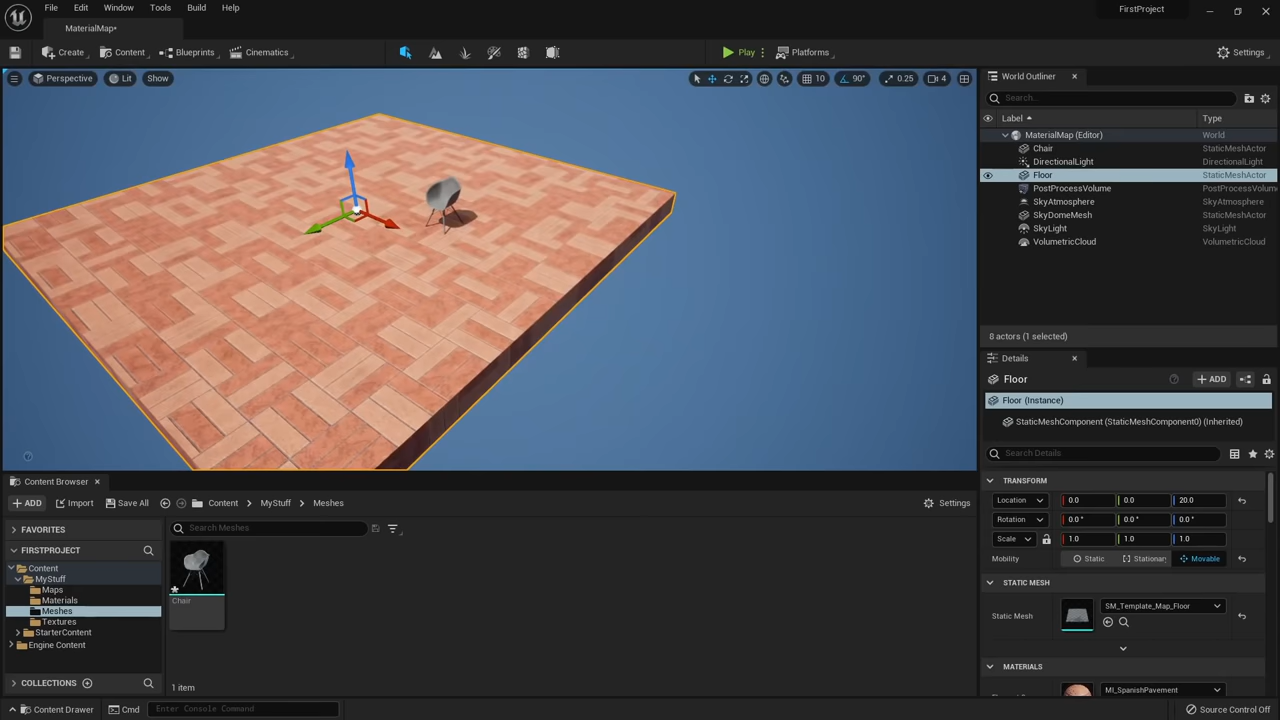 File Edit Window Tools Build Help
FirstProject
MaterialMap*
Create Content Blueprints Cinematics Play Platforms Settings
Perspective Lit Show 10 90° 0.25 4
World Outliner
Search...
Label Type
MaterialMap (Editor) World
Chair StaticMeshActor
DirectionalLight DirectionalLight
Floor StaticMeshActor
PostProcessVolume PostProcessVolum
SkyAtmosphere SkyAtmosphere
SkyDomeMesh StaticMeshActor
SkyLight SkyLight
VolumetricCloud VolumetricCloud
8 actors (1 selected)
Details
Floor ADD
Floor (Instance)
StaticMeshComponent (StaticMeshComponent0) (Inherited)
Search Details
TRANSFORM
Location 0.0 0.0 20.0
Rotation 0.0 ° 0.0 ° 0.0 °
Scale 1.0 1.0 1.0
Mobility Static Stationar Movable
STATIC MESH
Static Mesh SM_Template_Map_Floor
MATERIALS
MI_SpanishPavement
Content Browser
ADD Import Save All Content MyStuff Meshes Settings
FAVORITES
FIRSTPROJECT
Content
MyStuff
Maps
Materials
Meshes
Textures
StarterContent
Engine Content
COLLECTIONS
Search Meshes
Chair
1 item
Content Drawer Cmd Enter Console Command Source Control Off